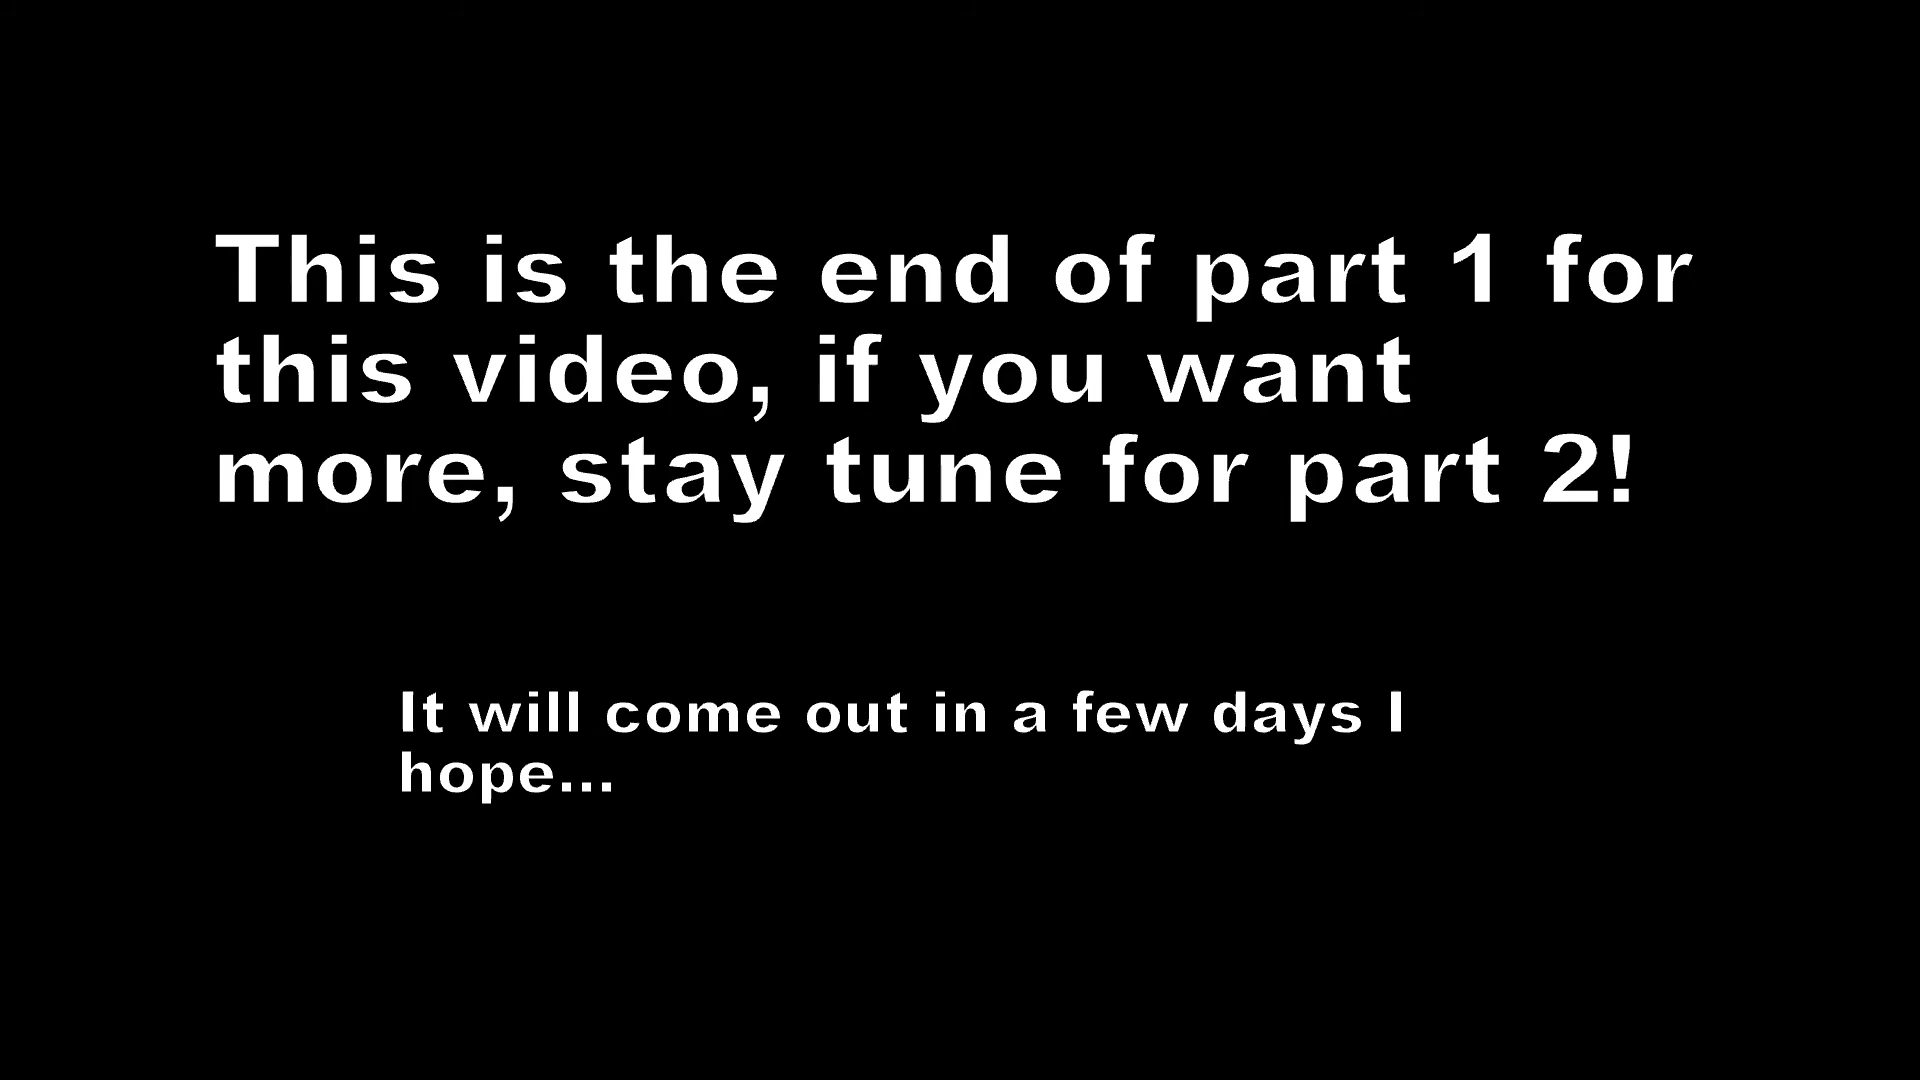 This is the end of part 1 for
this video, if you want
more, stay tune for part 2!
It will come out in a few days I
hope...